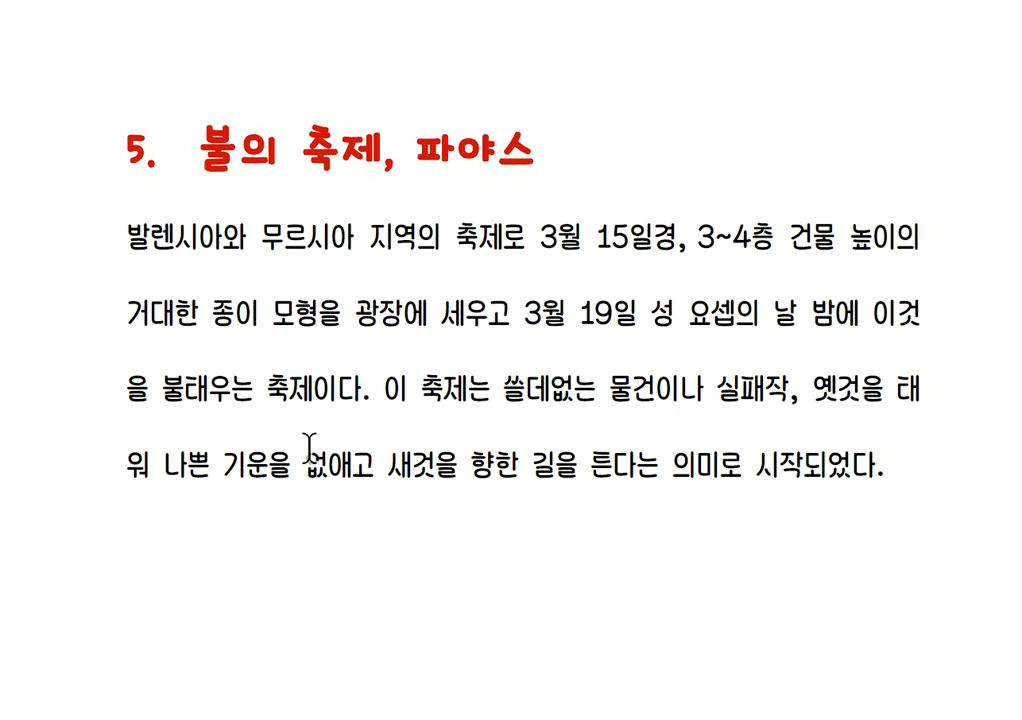 5. 불의 축제, 파야스
발렌시아와 무르시아 지역의 축제로 3월 15일경, 3~4층 건물 높이의
거대한 종이 모형을 광장에 세우고 3월 19일 성 요셉의 날 밤에 이것
을 불태우는 축제이다. 이 축제는 쓸데없는 물건이나 실패작, 옛것을 태
워 나쁜 기운을 없애고 새것을 향한 길을 튼다는 의미로 시작되었다.